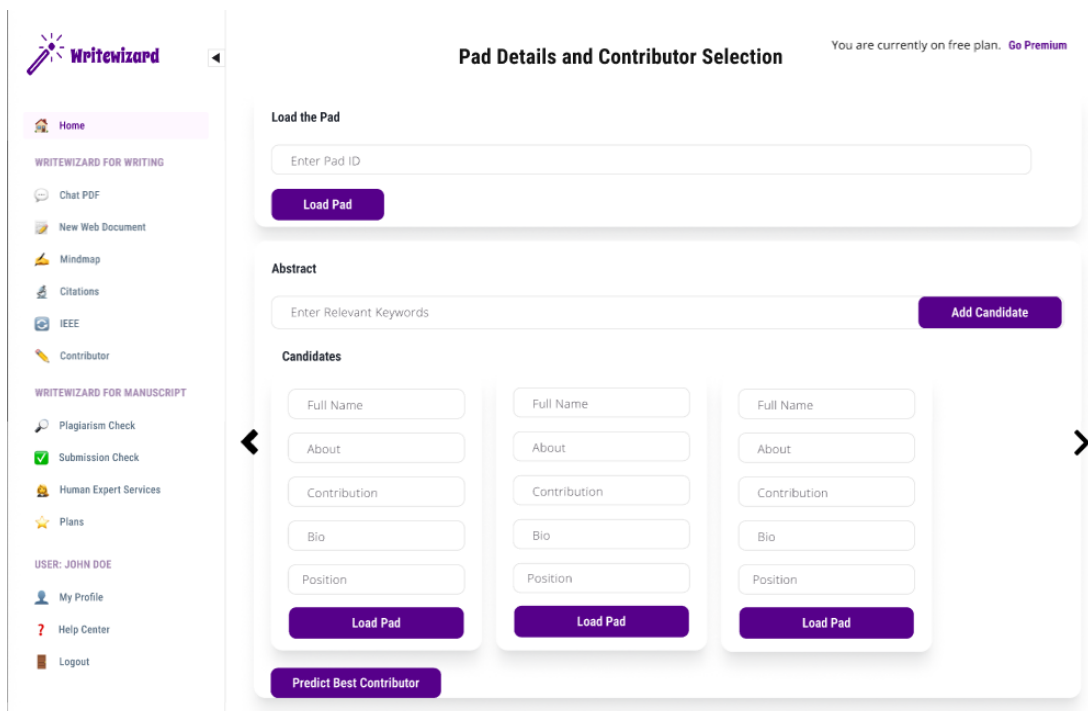 Writewizard
Pad Details and Contributor Selection
You are currently on free plan. Go Premium
Home
WRITEWIZARD FOR WRITING
Chat PDF
New Web Document
Mindmap
Citations
IEEE
Contributor
WRITEWIZARD FOR MANUSCRIPT
Plagiarism Check
Submission Check
Human Expert Services
Plans
USER: JOHN DOE
My Profile
Help Center
Logout
Load the Pad
Enter Pad ID
Load Pad
Abstract
Enter Relevant Keywords
Add Candidate
Candidates
Full Name
About
Contribution
Bio
Position
Load Pad
Full Name
About
Contribution
Bio
Position
Load Pad
Full Name
About
Contribution
Bio
Position
Load Pad
Predict Best Contributor